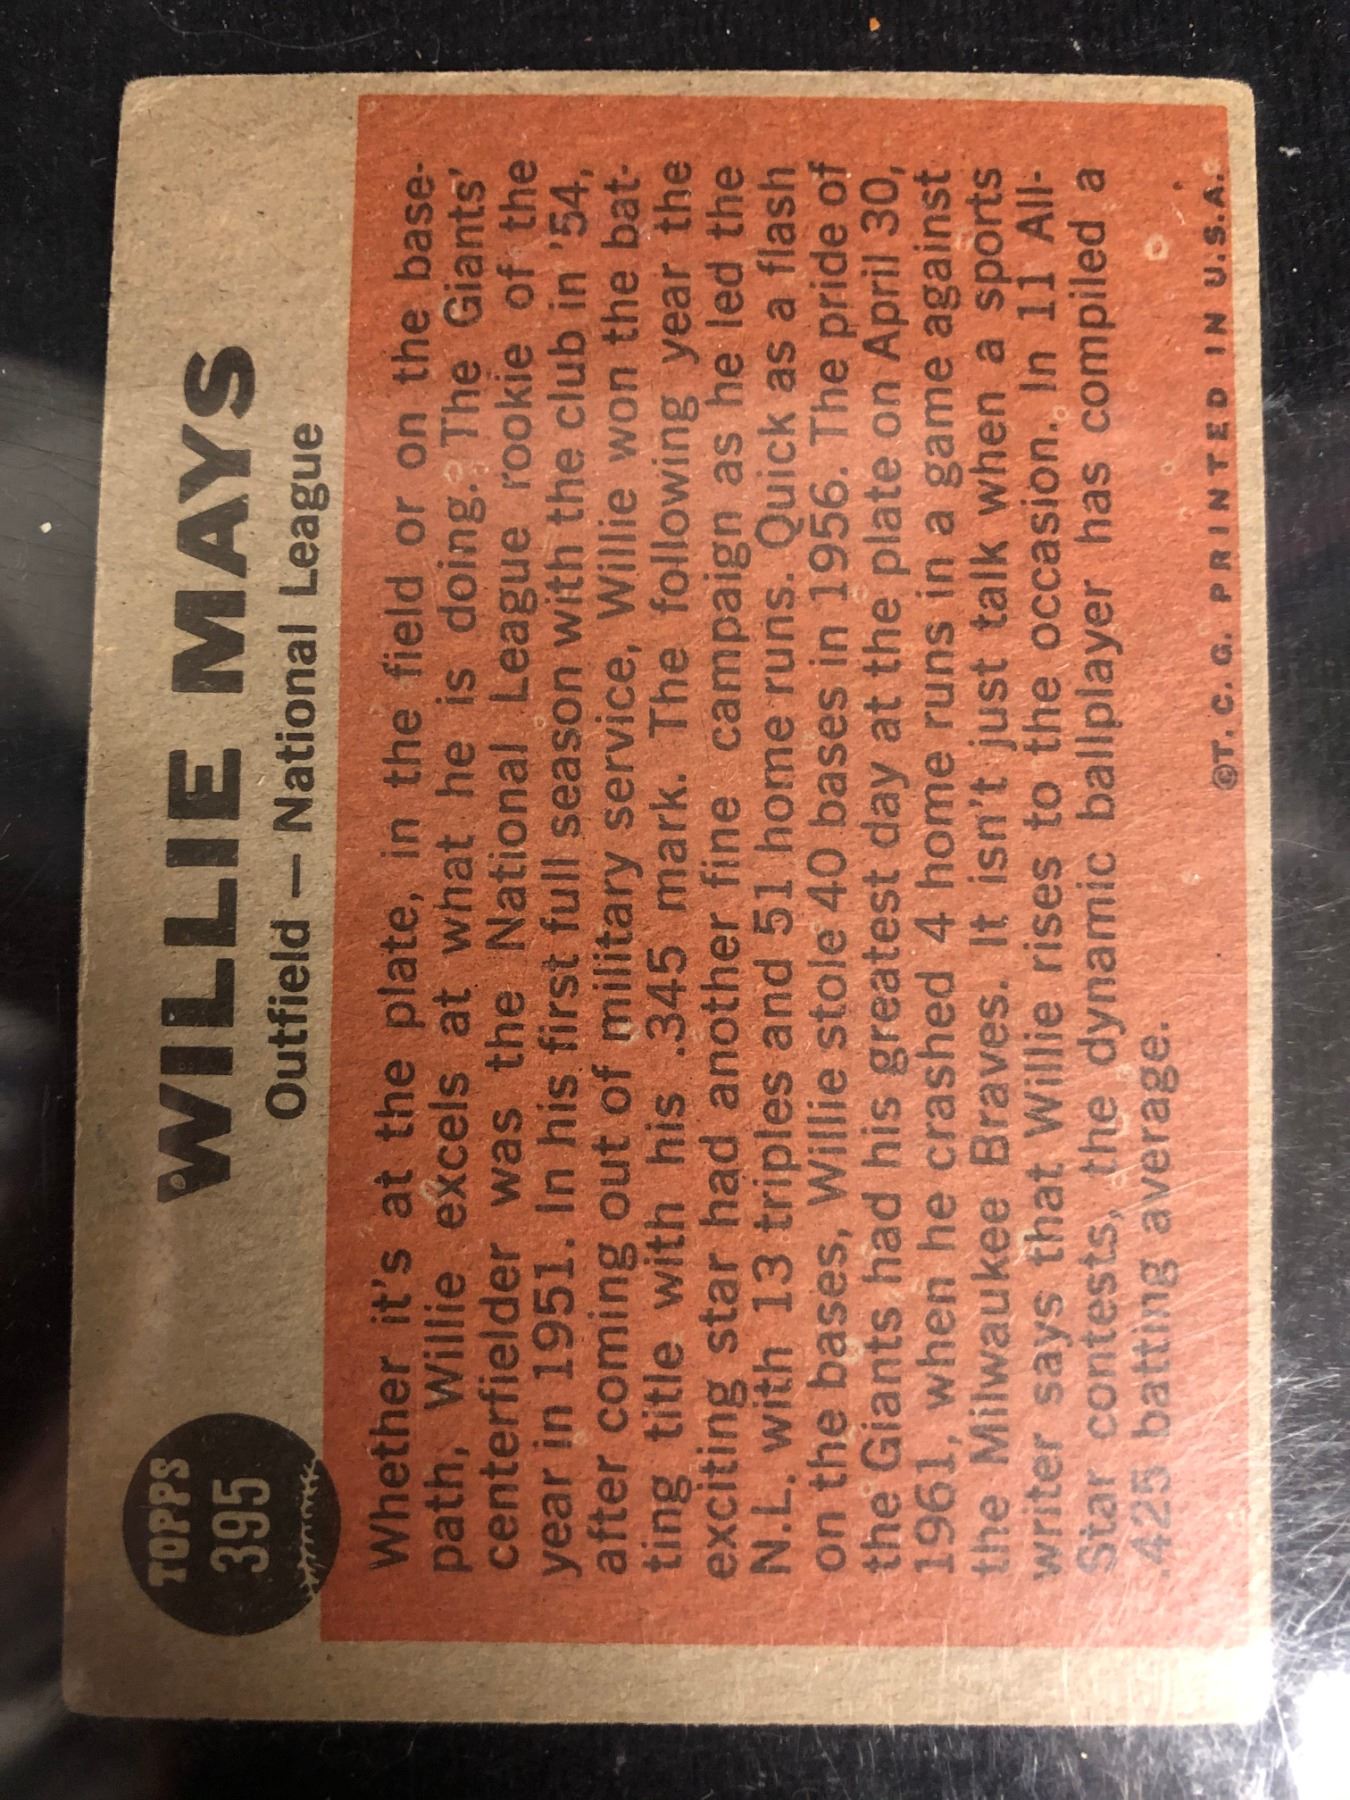 TOPPS
395
WILLIE MAYS
Outfield — National League
Whether it's at the plate, in the field or on the base-
path, Willie excels at what he is doing. The Giants'
centerfielder was the National League rookie of the
year in 1951. In his first full season with the club in '54,
after coming out of military service, Willie won the bat-
ting title with his .345 mark. The following year the
exciting star had another fine campaign as he led the
N.L. with 13 triples and 51 home runs. Quick as a flash
on the bases, Willie stole 40 bases in 1956. The pride of
the Giants had his greatest day at the plate on April 30,
1961, when he crashed 4 home runs in a game against
the Milwaukee Braves. It isn't just talk when a sports
writer says that Willie rises to the occasion. In 11 All-
Star contests, the dynamic ballplayer has compiled a
.425 batting average.
©T. C. G. PRINTED IN U.S.A.